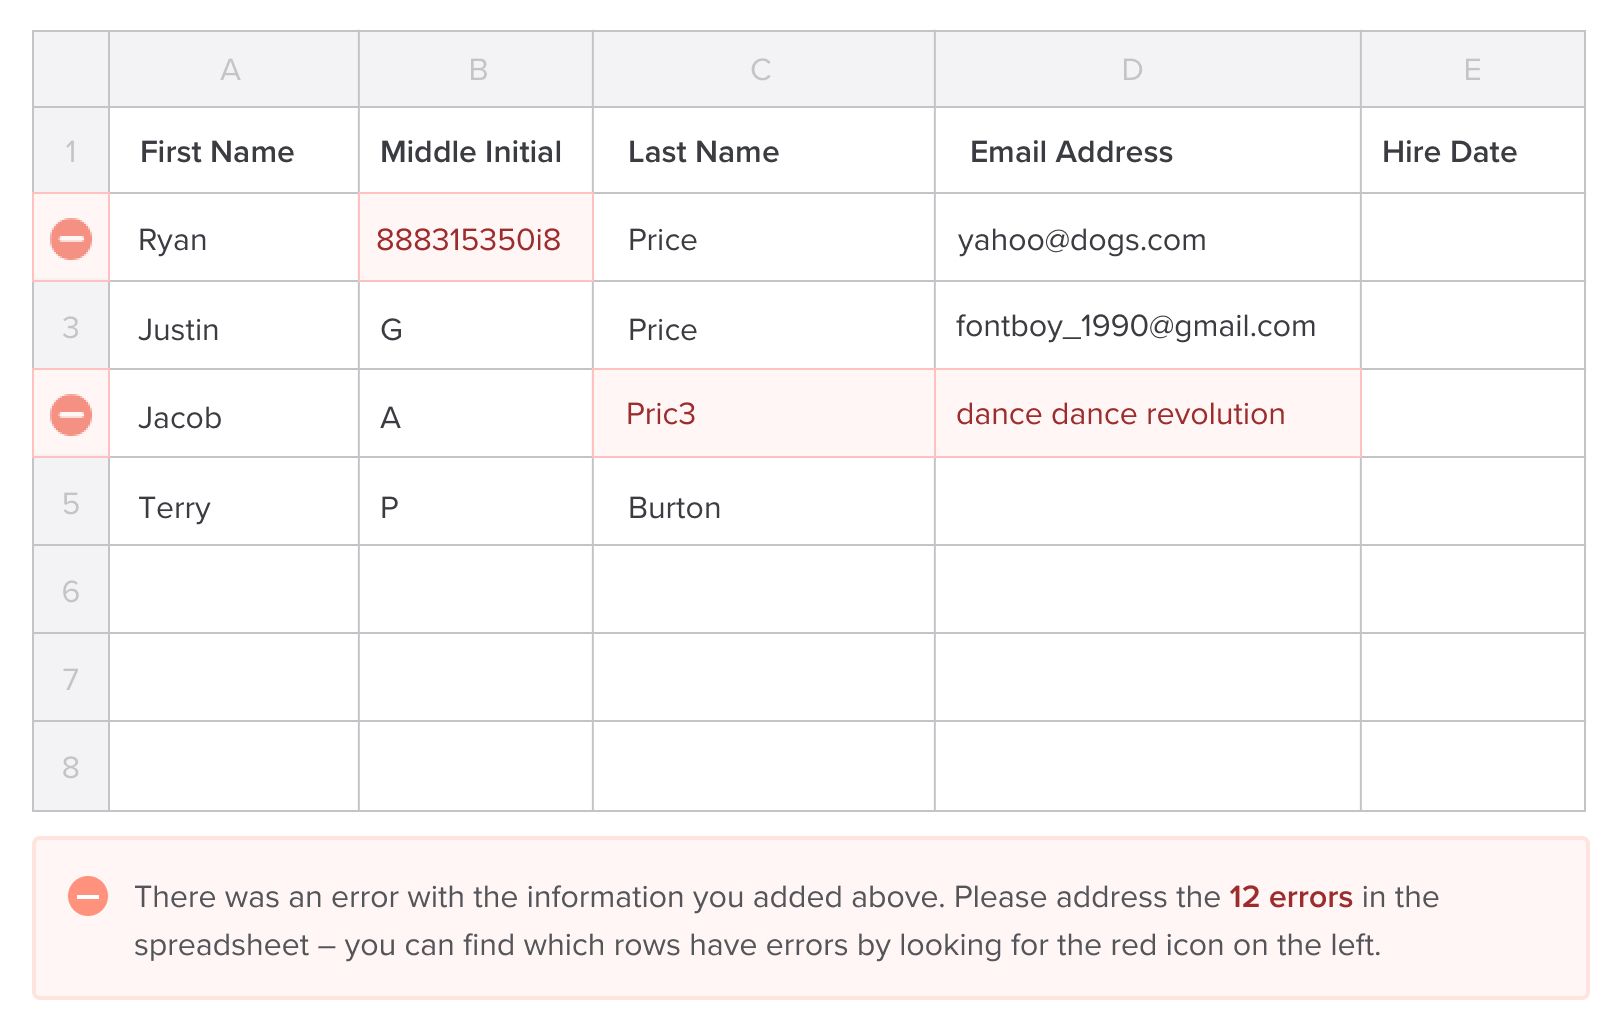 A B C D E
1 First Name Middle Initial Last Name Email Address Hire Date
Ryan 888315350i8 Price yahoo@dogs.com
3 Justin G Price fontboy_1990@gmail.com
Jacob A Pric3 dance dance revolution
5 Terry P Burton
6
7
8
There was an error with the information you added above. Please address the 12 errors in the
spreadsheet – you can find which rows have errors by looking for the red icon on the left.